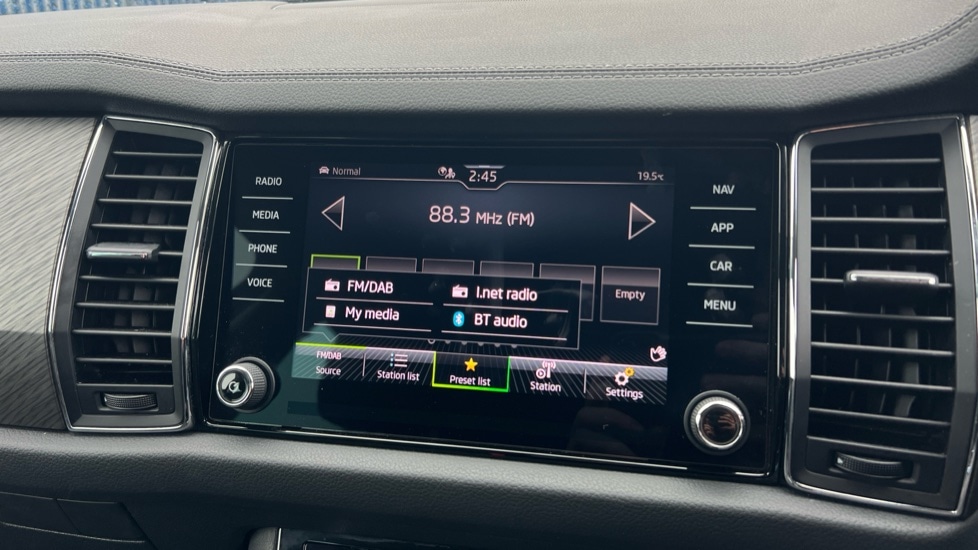 RADIO
MEDIA
PHONE
VOICE
Normal
2:45
19.5°C
88.3 MHz (FM)
FM/DAB
I.net radio
My media
BT audio
Empty
FM/DAB
Source
Station list
Preset list
Station
Settings
NAV
APP
CAR
MENU